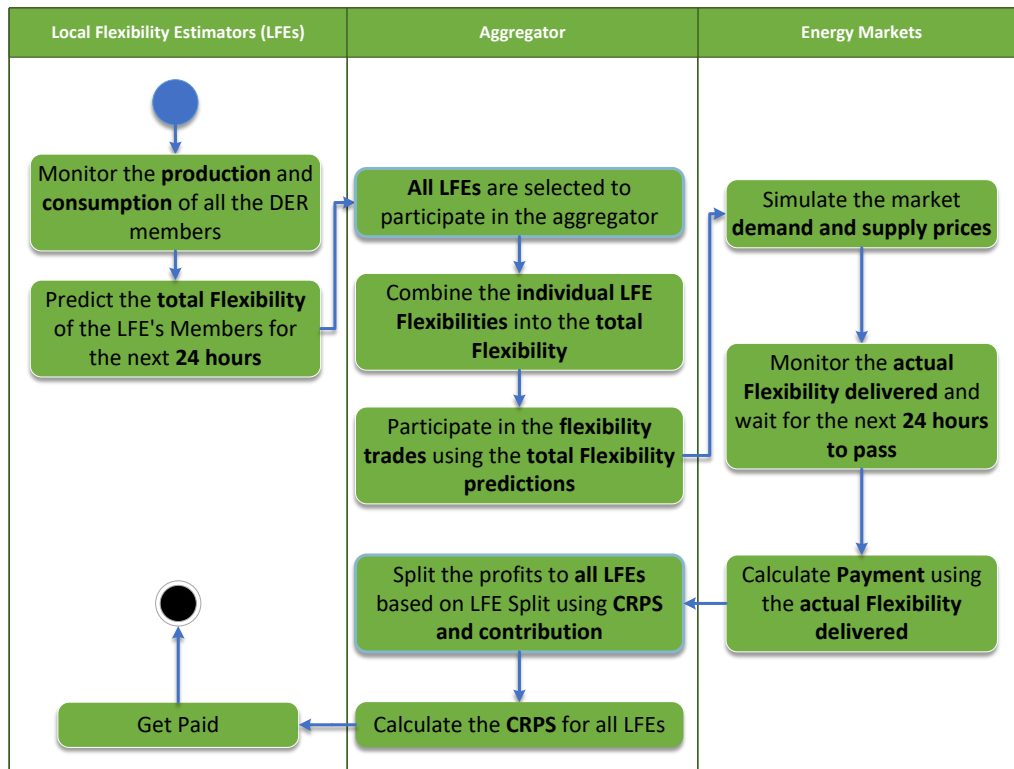 Local Flexibility Estimators (LFEs)
Aggregator
Energy Markets
Monitor the production and
consumption of all the DER
members
Predict the total Flexibility
of the LFE's Members for
the next 24 hours
All LFEs are selected to
participate in the aggregator
Combine the individual LFE
Flexibilities into the total
Flexibility
Participate in the flexibility
trades using the total Flexibility
predictions
Simulate the market
demand and supply prices
Monitor the actual
Flexibility delivered and
wait for the next 24 hours
to pass
Calculate Payment using
the actual Flexibility
delivered
Split the profits to all LFEs
based on LFE Split using CRPS
and contribution
Calculate the CRPS for all LFEs
Get Paid